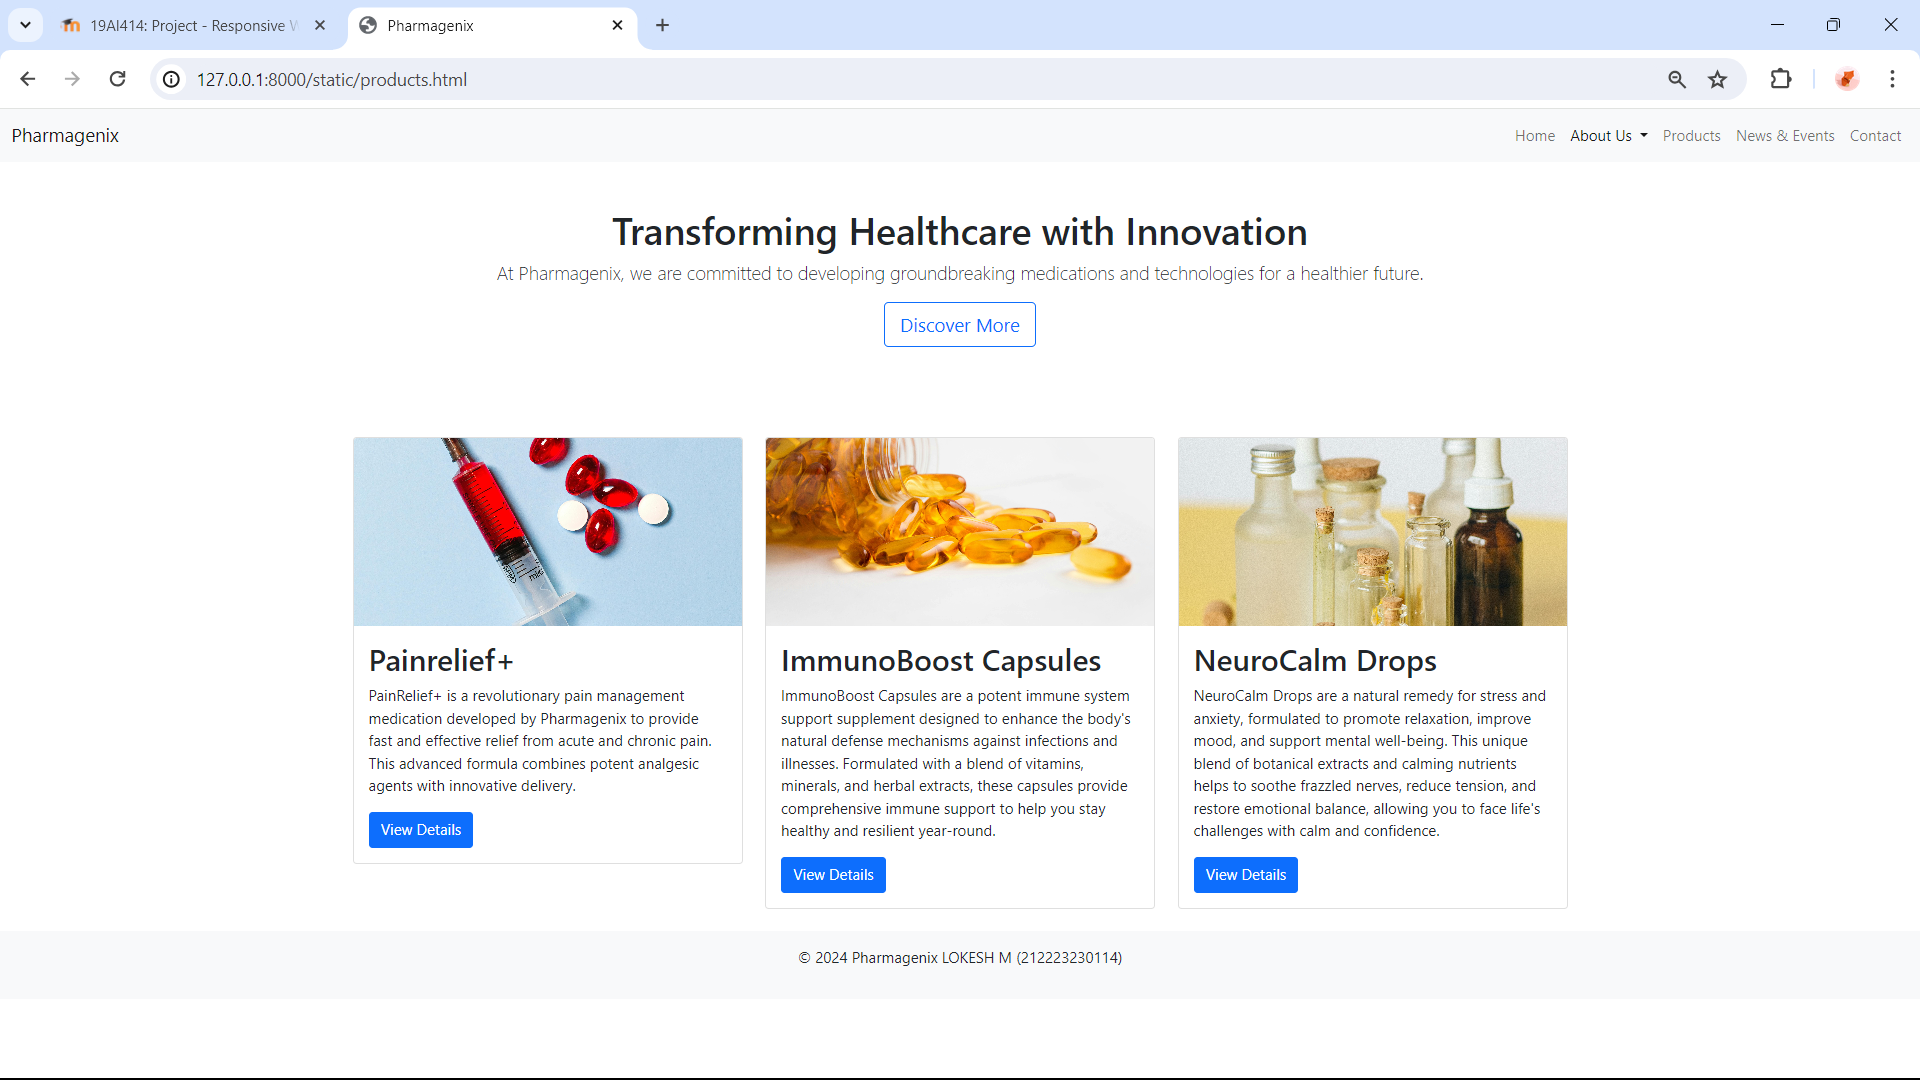 19AI414: Project - Responsive
Pharmagenix
127.0.0.1:8000/static/products.html
Pharmagenix
Home
About Us
Products
News & Events
Contact
Transforming Healthcare with Innovation
At Pharmagenix, we are committed to developing groundbreaking medications and technologies for a healthier future.
Discover More
Painrelief+
PainRelief+ is a revolutionary pain management
medication developed by Pharmagenix to provide
fast and effective relief from acute and chronic pain.
This advanced formula combines potent analgesic
agents with innovative delivery.
View Details
ImmunoBoost Capsules
ImmunoBoost Capsules are a potent immune system
support supplement designed to enhance the body's
natural defense mechanisms against infections and
illnesses. Formulated with a blend of vitamins,
minerals, and herbal extracts, these capsules provide
comprehensive immune support to help you stay
healthy and resilient year-round.
View Details
NeuroCalm Drops
NeuroCalm Drops are a natural remedy for stress and
anxiety, formulated to promote relaxation, improve
mood, and support mental well-being. This unique
blend of botanical extracts and calming nutrients
helps to soothe frazzled nerves, reduce tension, and
restore emotional balance, allowing you to face life's
challenges with calm and confidence.
View Details
© 2024 Pharmagenix LOKESH M (212223230114)